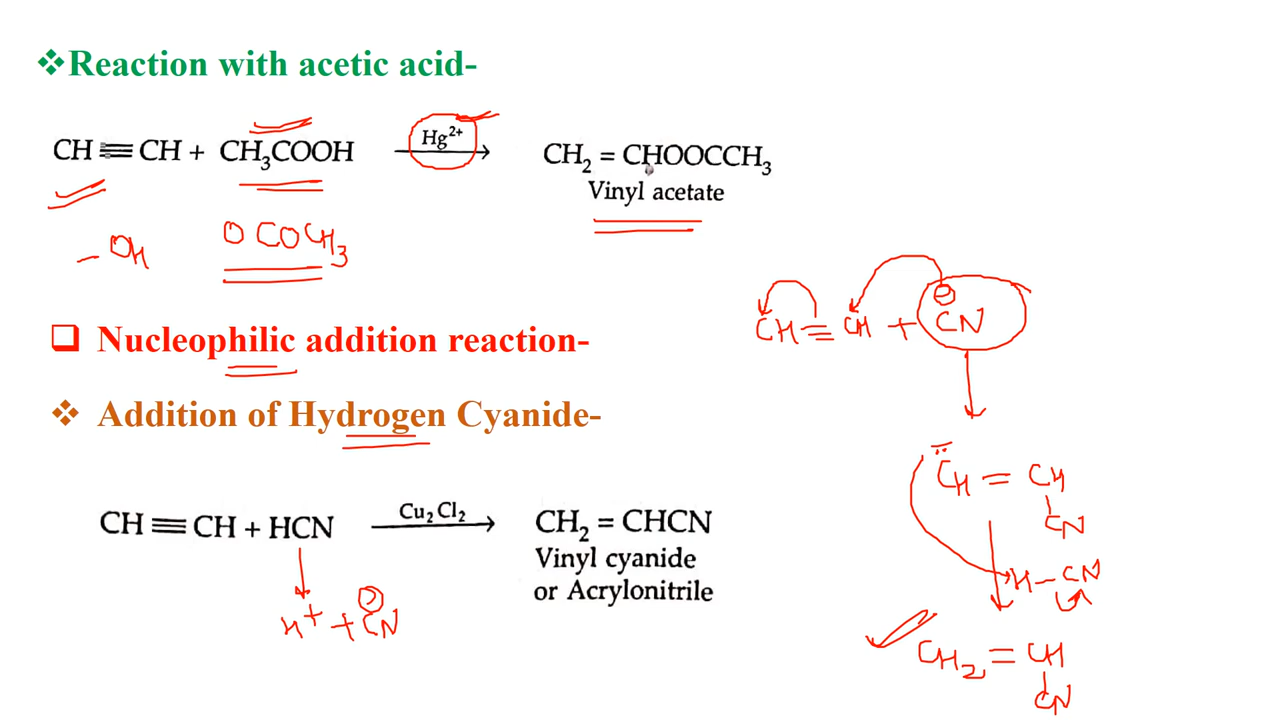 ❖Reaction with acetic acid-
CH ≡ CH + CH₃COOH Hg²⁺ → CH₂ = CHOOCCH₃
Vinyl acetate
– OH OCOCH₃
CH ≡ CH + ⊖CN
❑ Nucleophilic addition reaction-
❖ Addition of Hydrogen Cyanide-
C̄H = CH
CN
CH ≡ CH + HCN Cu₂Cl₂ → CH₂ = CHCN
Vinyl cyanide
or Acrylonitrile
H – CN
H⁺ + ⊖CN
CH₂ = CH
CN